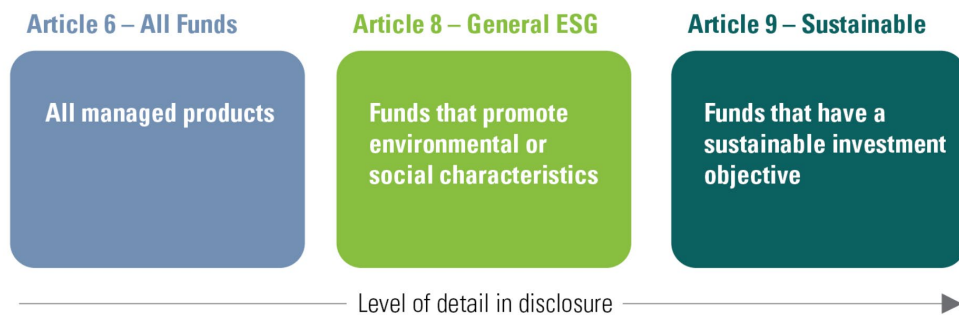 Article 6 – All Funds
All managed products
Article 8 – General ESG
Funds that promote
environmental or
social characteristics
Article 9 – Sustainable
Funds that have a
sustainable investment
objective
Level of detail in disclosure